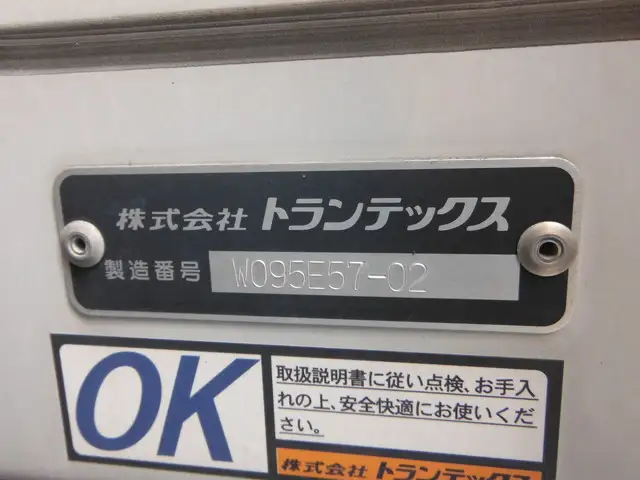 株式会社 トランテックス
製造番号 W095E57-02
OK
取扱説明書に従い点検、お手入
れの上、安全快適にお使いくだ
さい。
株式会社 トランテックス